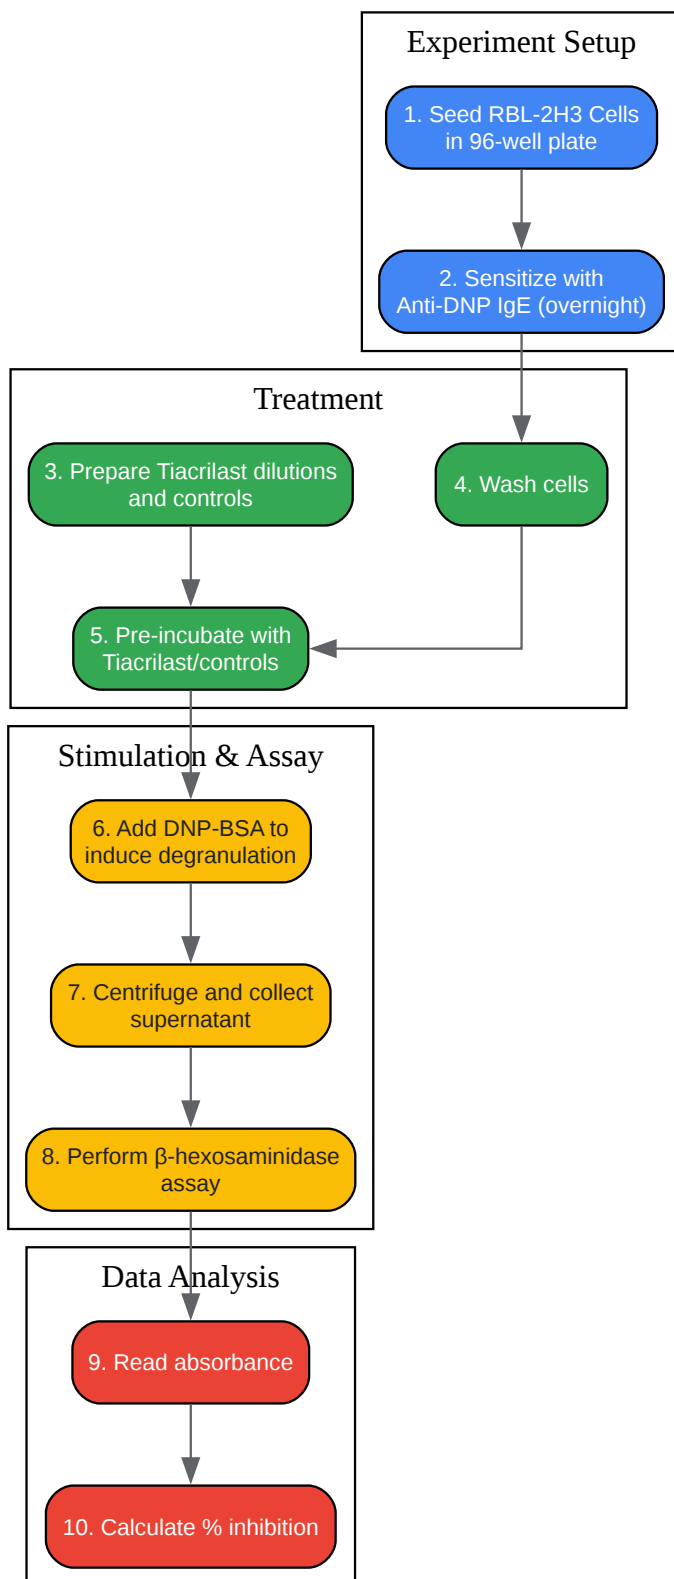 Experiment Setup
1. Seed RBL-2H3 Cells
in 96-well plate
2. Sensitize with
Anti-DNP IgE (overnight)
Treatment
3. Prepare Tiacrilast dilutions
and controls
4. Wash cells
5. Pre-incubate with
Tiacrilast/controls
Stimulation & Assay
6. Add DNP-BSA to
induce degranulation
7. Centrifuge and collect
supernatant
8. Perform β-hexosaminidase
assay
Data Analysis
9. Read absorbance
10. Calculate % inhibition